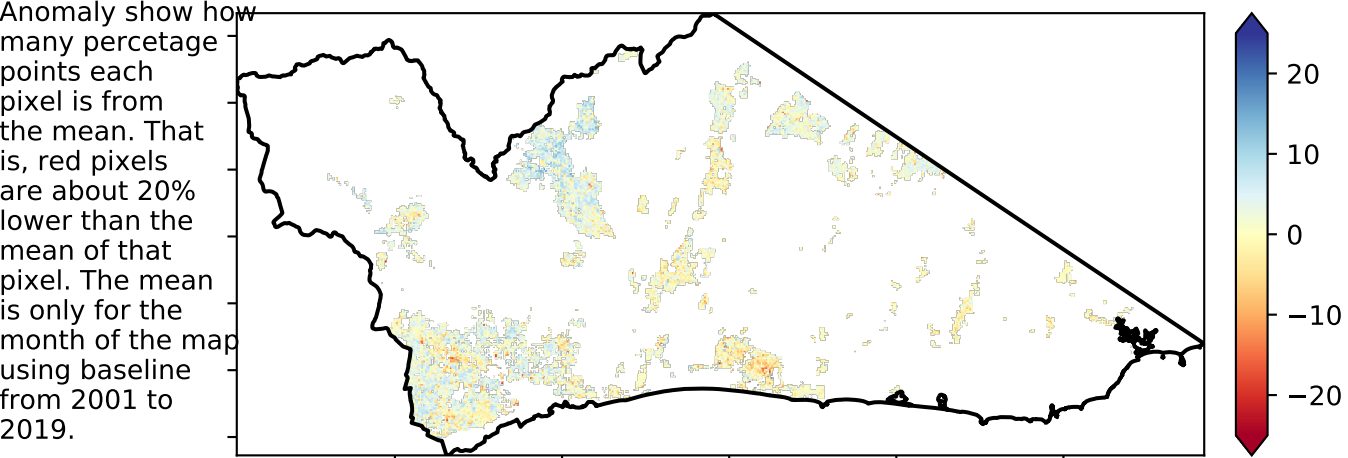 Anomaly show how
many percetage
points each
pixel is from
the mean. That
is, red pixels
are about 20%
lower than the
mean of that
pixel. The mean
is only for the
month of the map
using baseline
from 2001 to
2019.
20
10
0
−10
−20